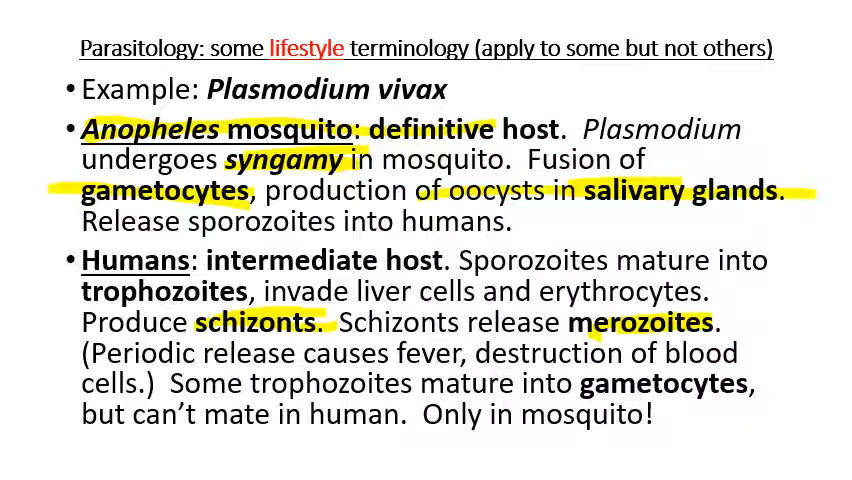 Parasitology: some lifestyle terminology (apply to some but not others)
• Example: Plasmodium vivax
• Anopheles mosquito: definitive host. Plasmodium
undergoes syngamy in mosquito. Fusion of
gametocytes, production of oocysts in salivary glands.
Release sporozoites into humans.
• Humans: intermediate host. Sporozoites mature into
trophozoites, invade liver cells and erythrocytes.
Produce schizonts. Schizonts release merozoites.
(Periodic release causes fever, destruction of blood
cells.) Some trophozoites mature into gametocytes,
but can’t mate in human. Only in mosquito!